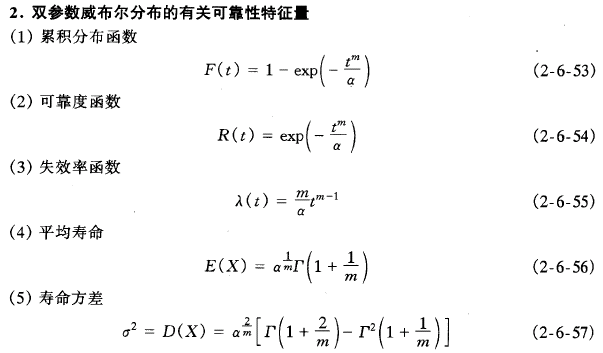 2．双参数威布尔分布的有关可靠性特征量
(1) 累积分布函数
F(t) = 1 − exp(− t^m/α) (2-6-53)
(2) 可靠度函数
R(t) = exp(− t^m/α) (2-6-54)
(3) 失效率函数
λ(t) = m/α t^(m−1) (2-6-55)
(4) 平均寿命
E(X) = α^(1/m) Γ(1 + 1/m) (2-6-56)
(5) 寿命方差
σ² = D(X) = α^(2/m) [Γ(1 + 2/m) − Γ²(1 + 1/m)] (2-6-57)